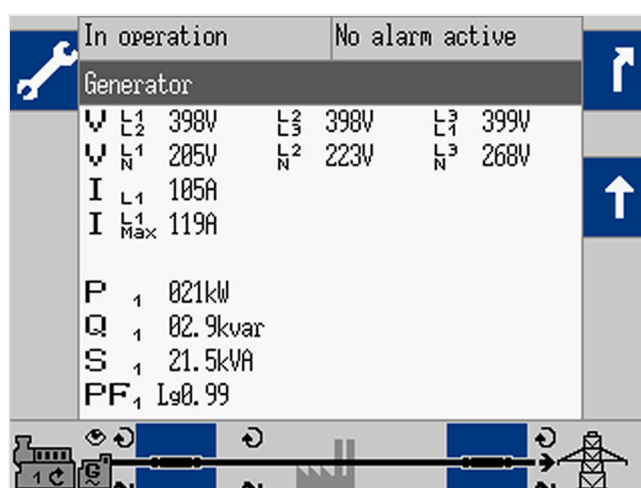 In operation No alarm active
Generator
V L1 L2 398V L2 L3 398V L3 L1 399V
V L1 N 205V L2 N 223V L3 N 268V
I L1 105A
I L1 Max 119A
P 1 021kW
Q 1 02.9kvar
S 1 21.5kVA
PF1 Lg0.99
1
G